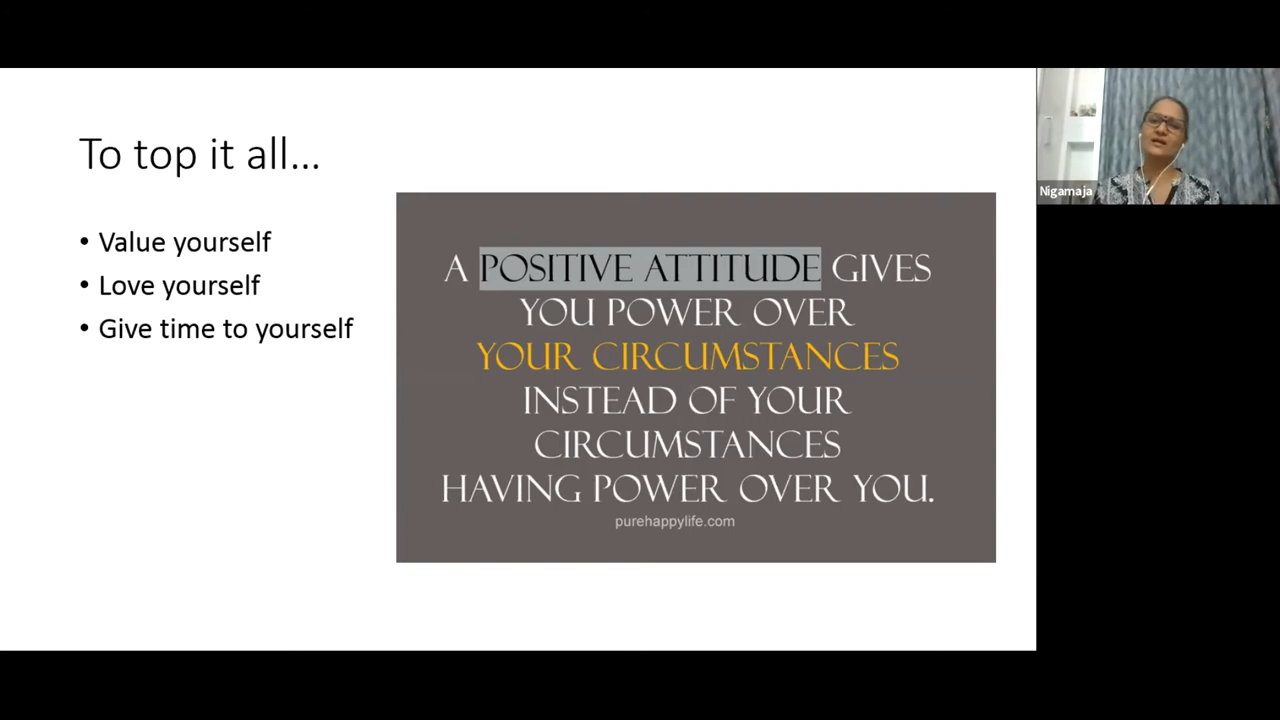 To top it all...
• Value yourself
• Love yourself
• Give time to yourself
A POSITIVE ATTITUDE GIVES
YOU POWER OVER
YOUR CIRCUMSTANCES
INSTEAD OF YOUR
CIRCUMSTANCES
HAVING POWER OVER YOU.
purehappylife.com
Nigamaja